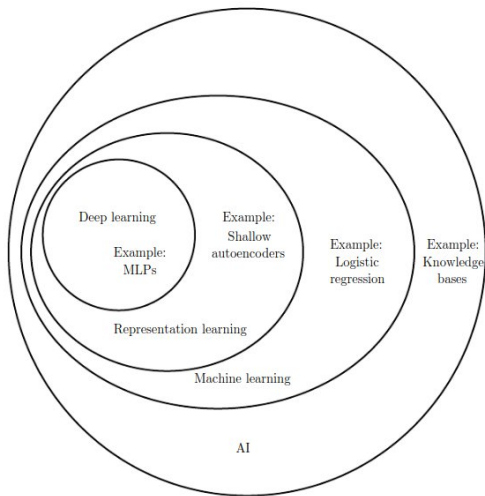 Deep learning
Example:
MLPs
Example:
Shallow
autoencoders
Example:
Logistic
regression
Example:
Knowledge
bases
Representation learning
Machine learning
AI